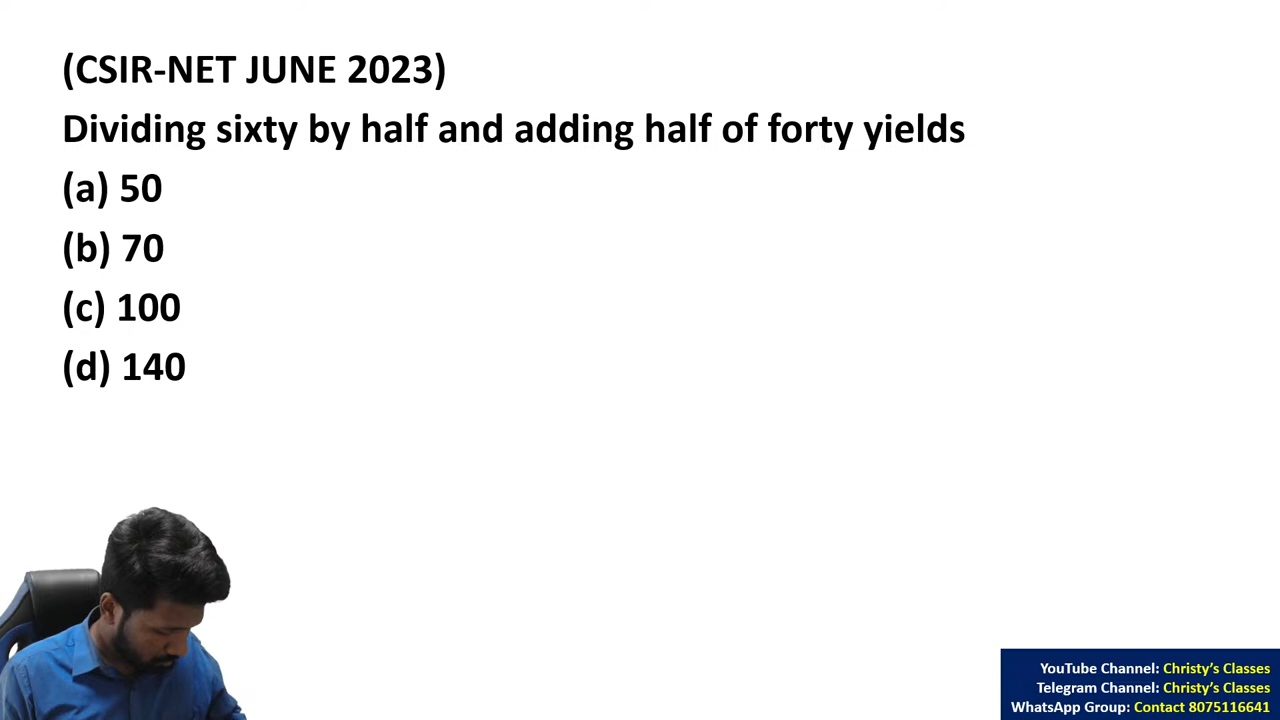 (CSIR-NET JUNE 2023)
Dividing sixty by half and adding half of forty yields
(a) 50
(b) 70
(c) 100
(d) 140
YouTube Channel: Christy's Classes
Telegram Channel: Christy's Classes
WhatsApp Group: Contact 8075116641